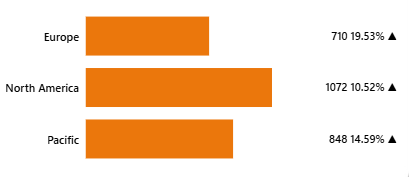 Europe 710 19.53% ▲
North America 1072 10.52% ▲
Pacific 848 14.59% ▲